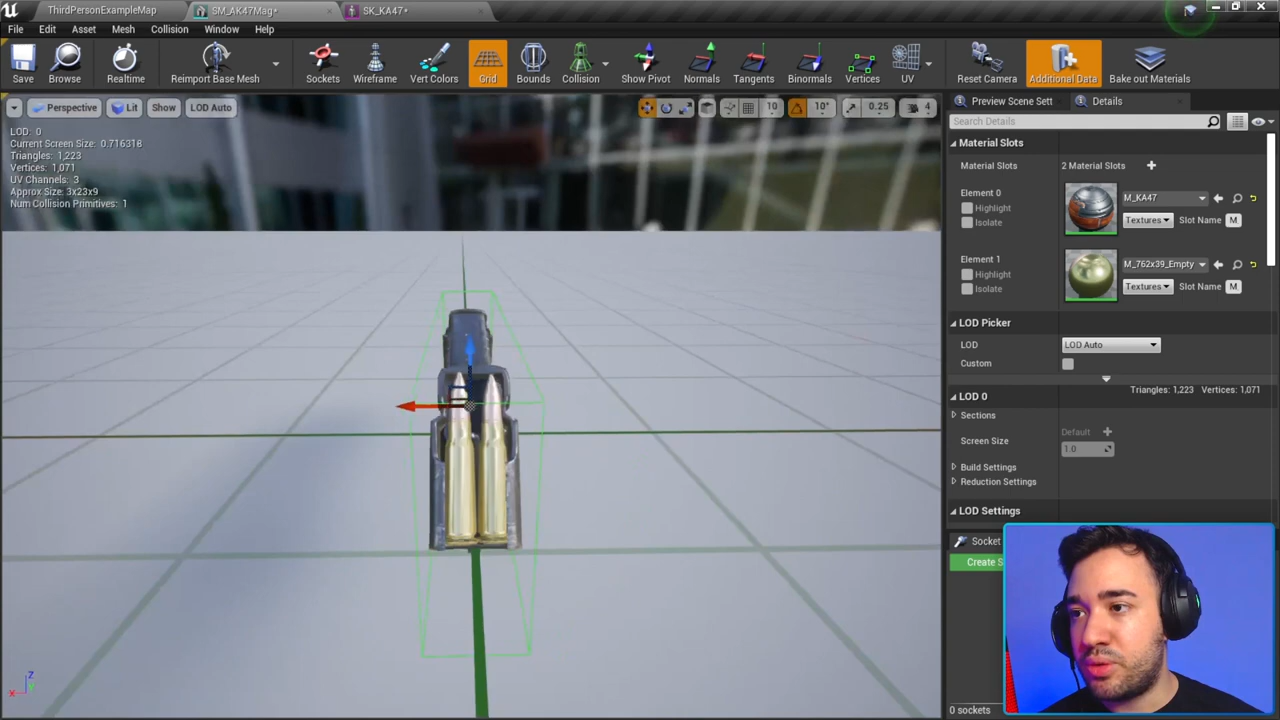 ThirdPersonExampleMap
SM_AK47Mag*
SK_KA47*
File Edit Asset Mesh Collision Window Help
Save
Browse
Realtime
Reimport Base Mesh
Sockets
Wireframe
Vert Colors
Grid
Bounds
Collision
Show Pivot
Normals
Tangents
Binormals
Vertices
UV
Reset Camera
Additional Data
Bake out Materials
Perspective
Lit
Show
LOD Auto
10
10°
0.25
4
LOD: 0
Current Screen Size: 0.716318
Triangles: 1,223
Vertices: 1,071
UV Channels: 3
Approx Size: 3x23x9
Num Collision Primitives: 1
Z
Y
X
Preview Scene Sett
Details
Search Details
Material Slots
Material Slots 2 Material Slots
Element 0
Highlight
Isolate
M_KA47
Textures Slot Name M
Element 1
Highlight
Isolate
M_762x39_Empty
Textures Slot Name M
LOD Picker
LOD LOD Auto
Custom
Triangles: 1,223 Vertices: 1,071
LOD 0
Sections
Screen Size
Default
1.0
Build Settings
Reduction Settings
LOD Settings
Socket
Create S
0 sockets